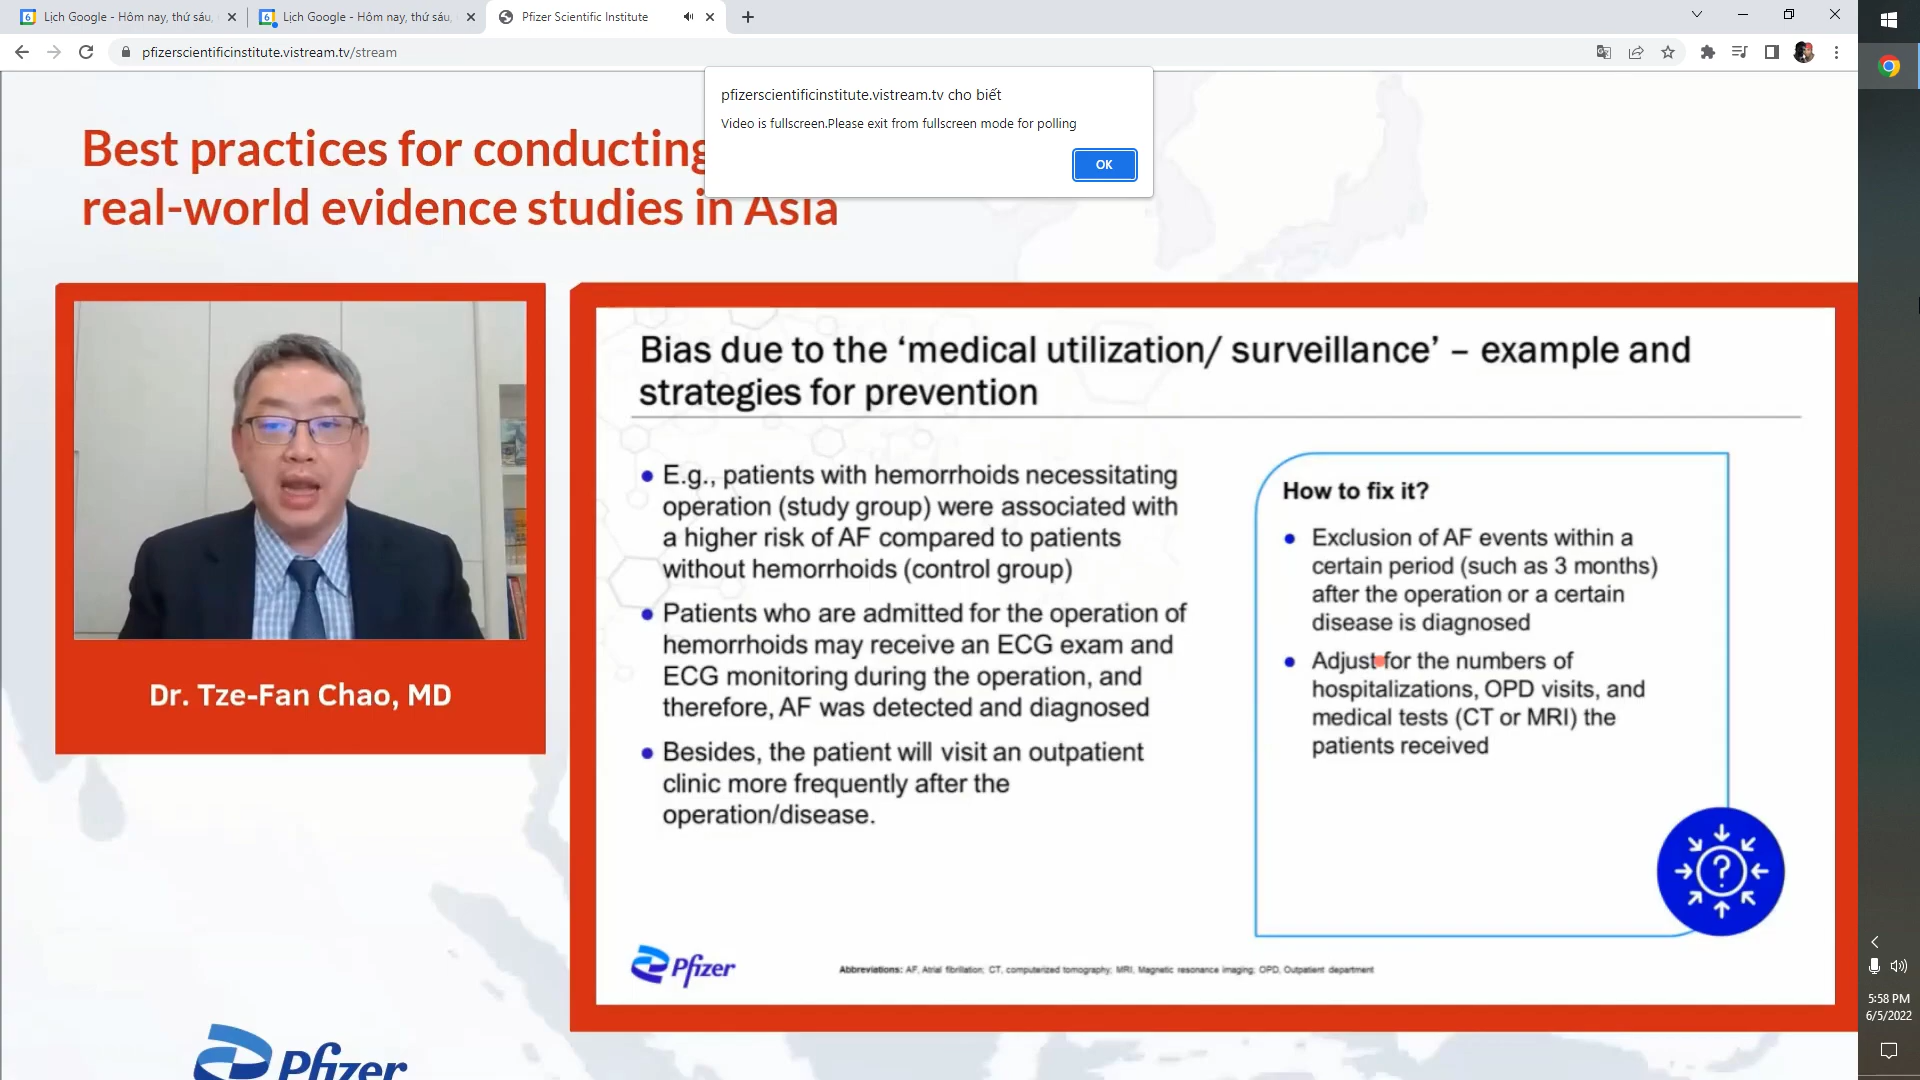 Lịch Google - Hôm nay, thứ sáu,
Lịch Google - Hôm nay, thứ sáu,
Pfizer Scientific Institute
pfizerscientificinstitute.vistream.tv/stream
pfizerscientificinstitute.vistream.tv cho biết
Video is fullscreen.Please exit from fullscreen mode for polling
OK
Best practices for conducting
real-world evidence studies in Asia
Dr. Tze-Fan Chao, MD
Bias due to the ‘medical utilization/ surveillance’ – example and
strategies for prevention
• E.g., patients with hemorrhoids necessitating
operation (study group) were associated with
a higher risk of AF compared to patients
without hemorrhoids (control group)
• Patients who are admitted for the operation of
hemorrhoids may receive an ECG exam and
ECG monitoring during the operation, and
therefore, AF was detected and diagnosed
• Besides, the patient will visit an outpatient
clinic more frequently after the
operation/disease.
How to fix it?
• Exclusion of AF events within a
certain period (such as 3 months)
after the operation or a certain
disease is diagnosed
• Adjust for the numbers of
hospitalizations, OPD visits, and
medical tests (CT or MRI) the
patients received
?
Pfizer
Abbreviations: AF, Atrial fibrillation; CT, computerized tomography; MRI, Magnetic resonance imaging; OPD, Outpatient department
Pfizer
5:58 PM
6/5/2022